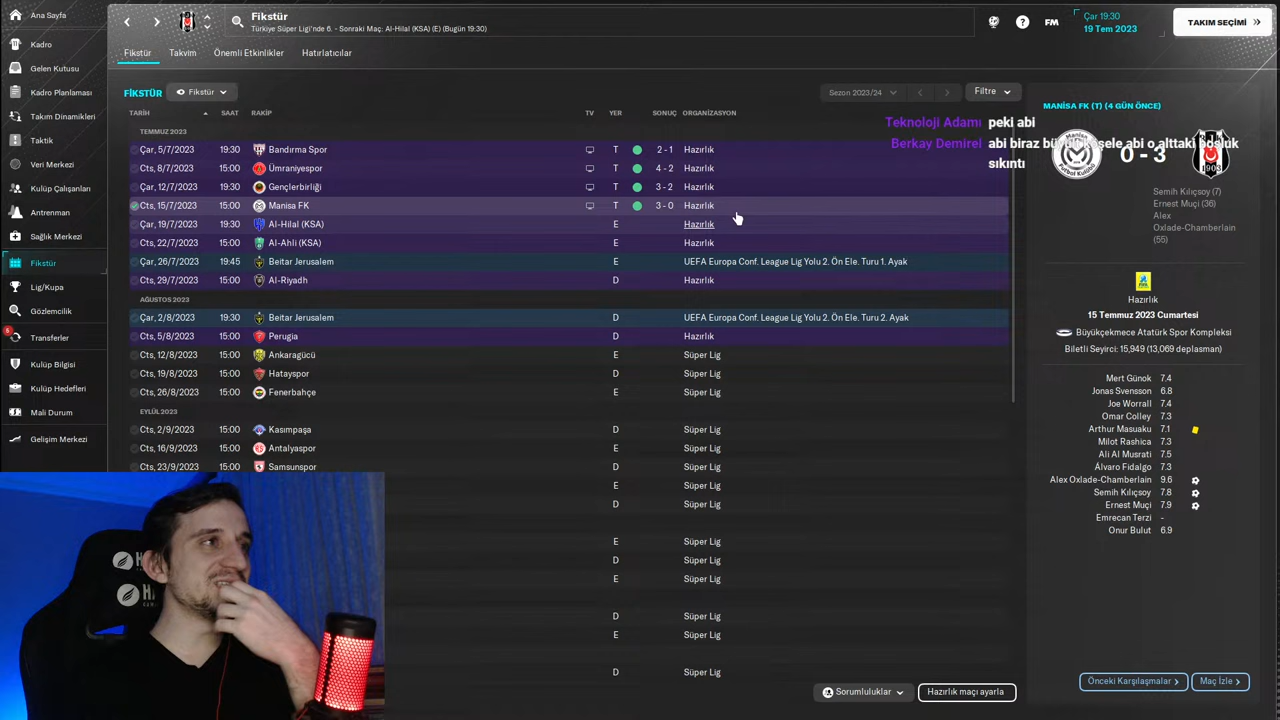 Ana Sayfa
Kadro
Gelen Kutusu
Kadro Planlaması
Takım Dinamikleri
Taktik
Veri Merkezi
Kulüp Çalışanları
Antrenman
Sağlık Merkezi
Fikstür
Lig/Kupa
Gözlemcilik
5
Transferler
Kulüp Bilgisi
Kulüp Hedefleri
Mali Durum
Gelişim Merkezi
Fikstür
Türkiye Süper Ligi'nde 6. - Sonraki Maç: Al-Hilal (KSA) (E) (Bugün 19:30)
FM
Çar 19:30
19 Tem 2023
TAKIM SEÇİMİ
Fikstür Takvim Önemli Etkinlikler Hatırlatıcılar
FİKSTÜR Fikstür Sezon 2023/24 Filtre
TARİH SAAT RAKİP TV YER SONUÇ ORGANİZASYON
TEMMUZ 2023
Çar, 5/7/2023 19:30 Bandırma Spor T 2 - 1 Hazırlık
Cts, 8/7/2023 15:00 Ümraniyespor T 4 - 2 Hazırlık
Çar, 12/7/2023 19:30 Gençlerbirliği T 3 - 2 Hazırlık
Cts, 15/7/2023 15:00 Manisa FK T 3 - 0 Hazırlık
Çar, 19/7/2023 19:30 Al-Hilal (KSA) E Hazırlık
Cts, 22/7/2023 15:00 Al-Ahli (KSA) E Hazırlık
Çar, 26/7/2023 19:45 Beitar Jerusalem E UEFA Europa Conf. League Lig Yolu 2. Ön Ele. Turu 1. Ayak
Cts, 29/7/2023 15:00 Al-Riyadh D Hazırlık
AĞUSTOS 2023
Çar, 2/8/2023 19:30 Beitar Jerusalem D UEFA Europa Conf. League Lig Yolu 2. Ön Ele. Turu 2. Ayak
Cts, 5/8/2023 15:00 Perugia D Hazırlık
Cts, 12/8/2023 15:00 Ankaragücü E Süper Lig
Cts, 19/8/2023 15:00 Hatayspor D Süper Lig
Cts, 26/8/2023 15:00 Fenerbahçe E Süper Lig
EYLÜL 2023
Cts, 2/9/2023 15:00 Kasımpaşa D Süper Lig
Cts, 16/9/2023 15:00 Antalyaspor E Süper Lig
Cts, 23/9/2023 15:00 Samsunspor D Süper Lig
E Süper Lig
D Süper Lig
E Süper Lig
D Süper Lig
E Süper Lig
D Süper Lig
E Süper Lig
D Süper Lig
Sorumluluklar Hazırlık maçı ayarla
MANİSA FK (T) (4 GÜN ÖNCE)
Teknoloji Adamı peki abi
Berkay Demirel abi biraz köşele abi o alttaki boşluk
sıkıntı
0 - 3
1903
Semih Kılıçsoy (7)
Ernest Muçi (36)
Alex
Oxlade-Chamberlain
(55)
Hazırlık
15 Temmuz 2023 Cumartesi
Büyükçekmece Atatürk Spor Kompleksi
Biletli Seyirci: 15,949 (13,069 deplasman)
Mert Günok 7.4
Jonas Svensson 6.8
Joe Worrall 7.4
Omar Colley 7.3
Arthur Masuaku 7.1
Milot Rashica 7.3
Ali Al Musrati 7.5
Álvaro Fidalgo 7.3
Alex Oxlade-Chamberlain 9.6
Semih Kılıçsoy 7.8
Ernest Muçi 7.9
Emrecan Terzi -
Onur Bulut 6.9
Önceki Karşılaşmalar Maç İzle